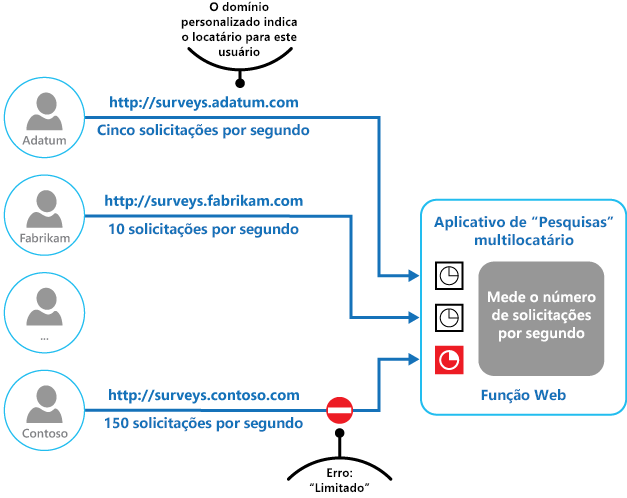 O domínio
personalizado indica
o locatário para este
usuário
http://surveys.adatum.com
Cinco solicitações por segundo
Adatum
http://surveys.fabrikam.com
10 solicitações por segundo
Fabrikam
...
http://surveys.contoso.com
150 solicitações por segundo
Contoso
Erro:
“Limitado”
Aplicativo de “Pesquisas”
multilocatário
Mede o número
de solicitações
por segundo
Função Web